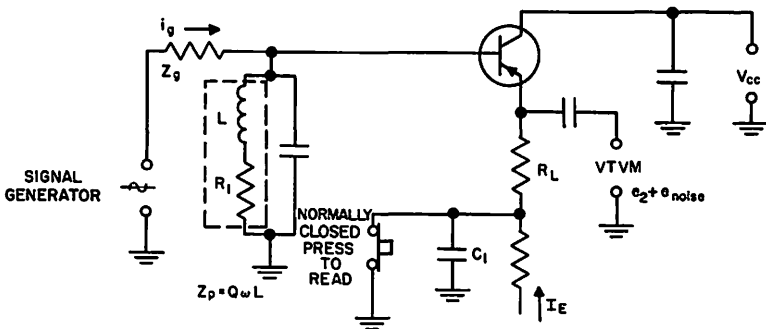 i_g
Z_g
L
R_1
SIGNAL
GENERATOR
Z_p = QωL
NORMALLY
CLOSED
PRESS
TO
READ
C_1
R_L
I_E
VTVM
e_2 + e_noise
V_cc